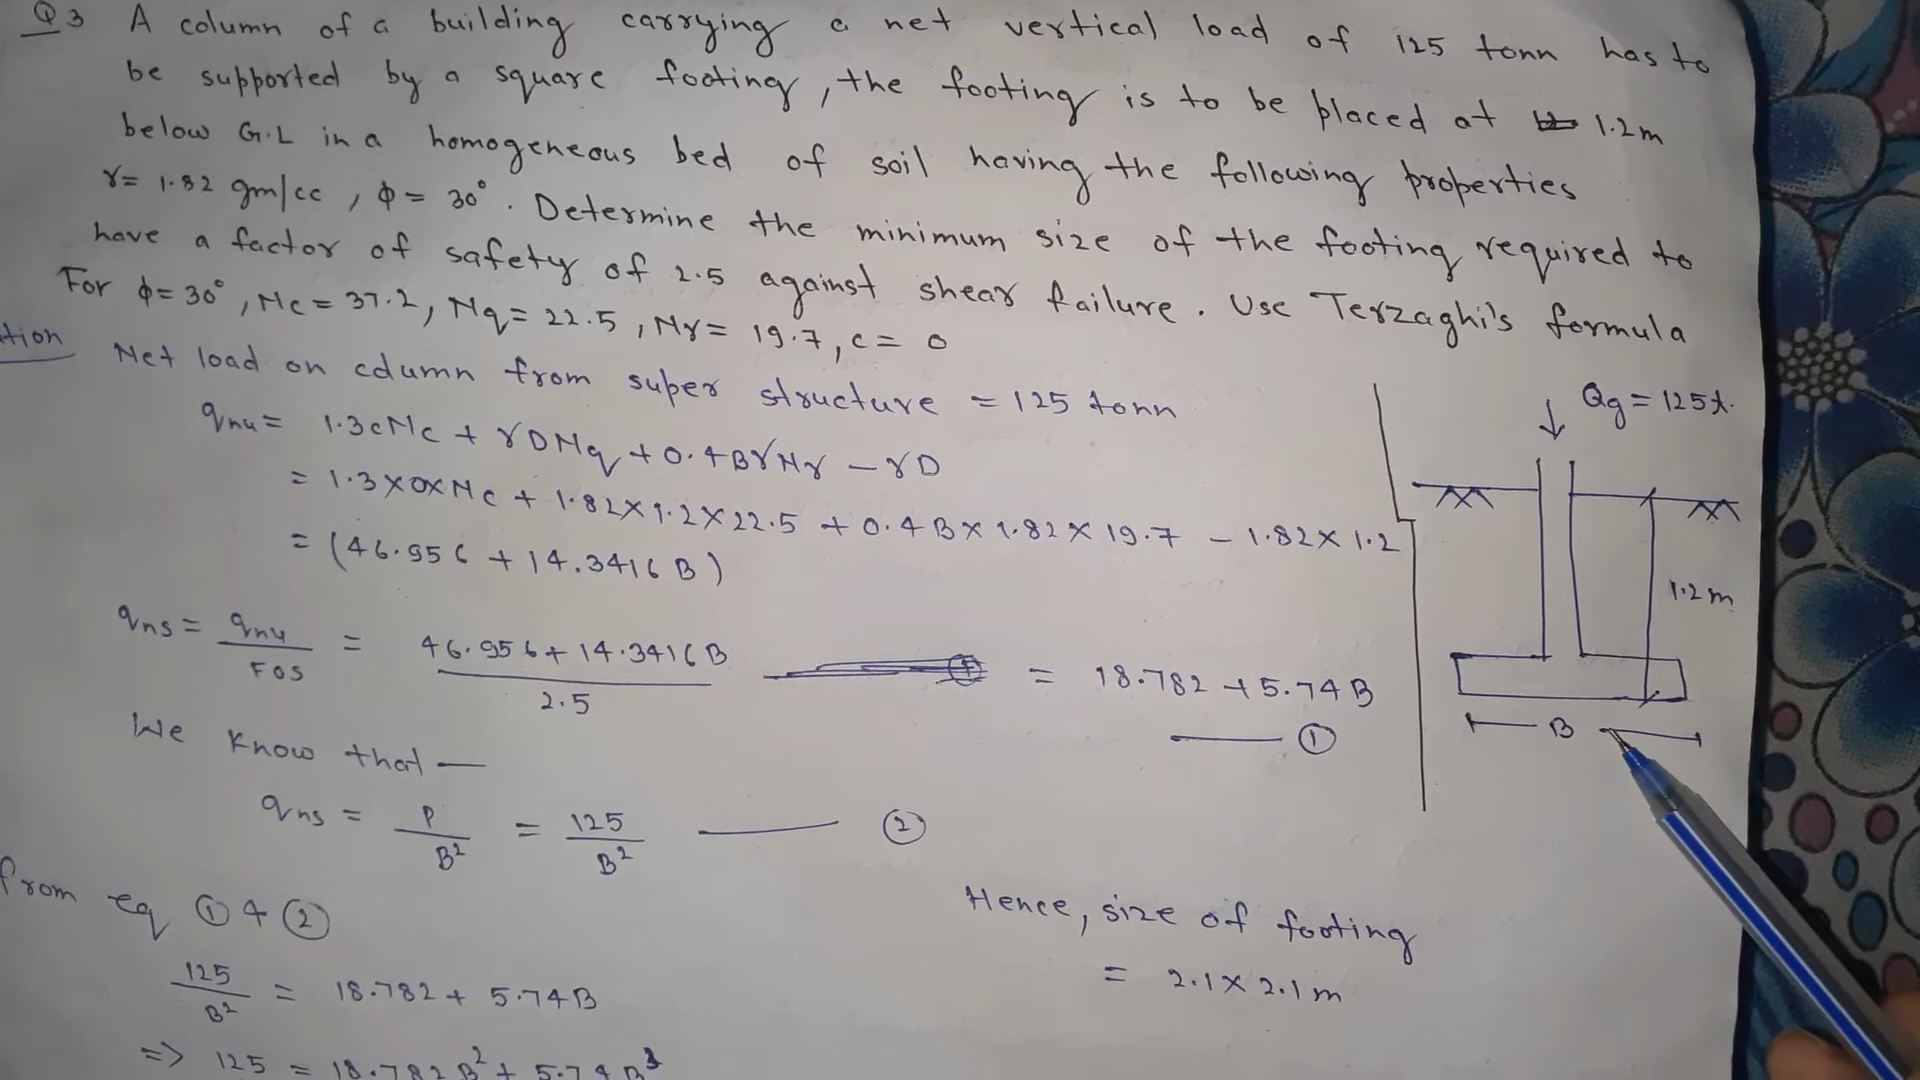 Q3 A column of a building carrying a net vertical load of 125 tonn has to
be supported by a square footing, the footing is to be placed at 1.2m
below G.L in a homogeneous bed of soil having the following properties
γ= 1.82 gm/cc, ϕ= 30°. Determine the minimum size of the footing required to
have a factor of safety of 2.5 against shear failure. Use Terzaghi's formula
For ϕ=30°, Nc = 37.2, Nq = 22.5, Nγ = 19.7, c = 0
tion Net load on column from super structure = 125 tonn
qnu = 1.3cNc + γDNq + 0.4BγNγ - γD
= 1.3×0×Nc + 1.82×1.2×22.5 + 0.4B×1.82×19.7 - 1.82×1.2
= (46.956 + 14.3416B)
qns = qnu/FOS = (46.956 + 14.3416B)/2.5 = 18.782 + 5.74B
—— ①
We know that —
qns = P/B² = 125/B² —— ②
from eq ① & ②
125/B² = 18.782 + 5.74B
=> 125 = 18.782B² + 5.74B³
Hence, size of footing
= 2.1×2.1m
Qg = 125t.
1.2m
B